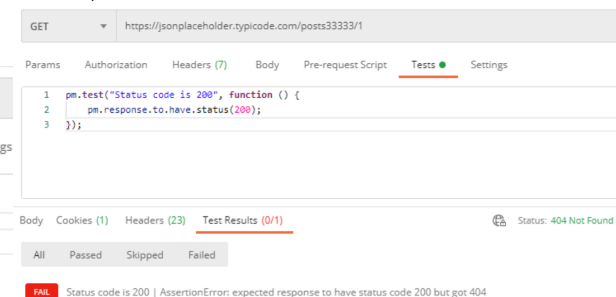 GET https://jsonplaceholder.typicode.com/posts33333/1
Params Authorization Headers (7) Body Pre-request Script Tests Settings
1 pm.test("Status code is 200", function () {
2 pm.response.to.have.status(200);
3 });
gs
Body Cookies (1) Headers (23) Test Results (0/1) Status: 404 Not Found
All Passed Skipped Failed
FAIL Status code is 200 | AssertionError: expected response to have status code 200 but got 404